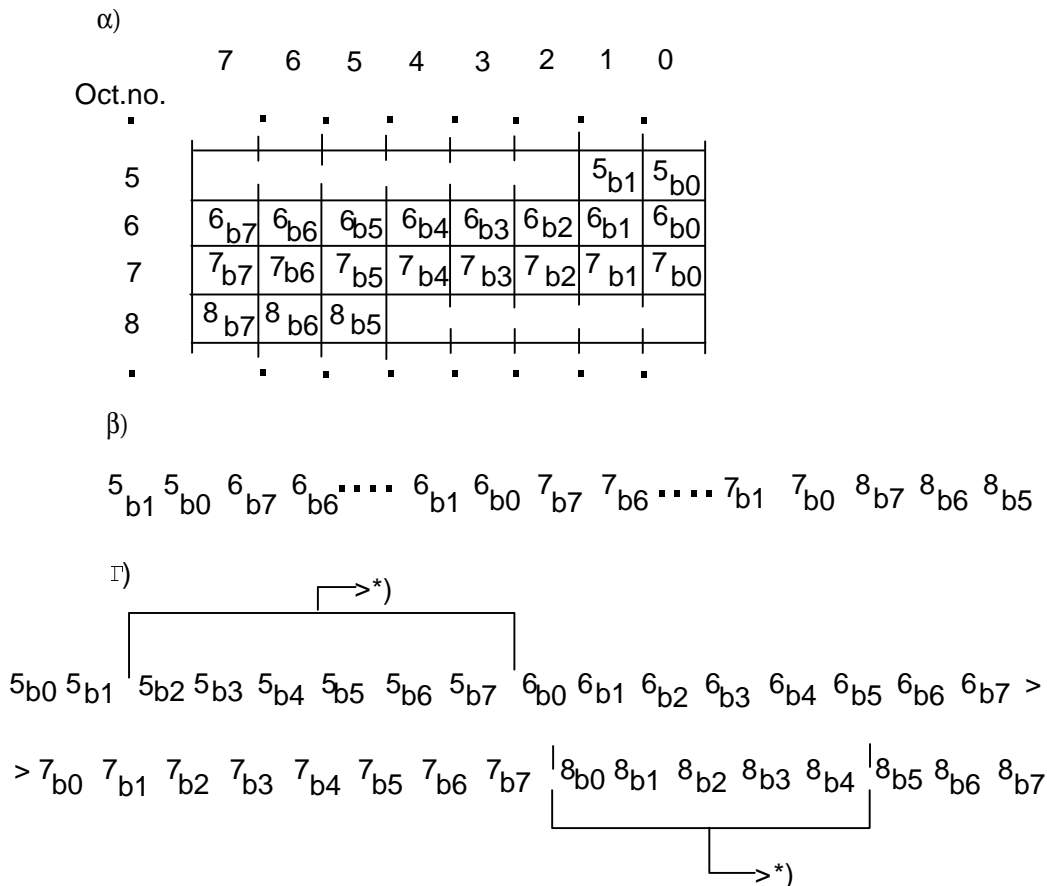 α)
7 6 5 4 3 2 1 0
Oct.no.
5 5b1 5b0
6 6b7 6b6 6b5 6b4 6b3 6b2 6b1 6b0
7 7b7 7b6 7b5 7b4 7b3 7b2 7b1 7b0
8 8b7 8b6 8b5
β)
5b1 5b0 6b7 6b6 .... 6b1 6b0 7b7 7b6 .... 7b1 7b0 8b7 8b6 8b5
Γ)
>*)
5b0 5b1 5b2 5b3 5b4 5b5 5b6 5b7 6b0 6b1 6b2 6b3 6b4 6b5 6b6 6b7 >
> 7b0 7b1 7b2 7b3 7b4 7b5 7b6 7b7 8b0 8b1 8b2 8b3 8b4 8b5 8b6 8b7
>*)